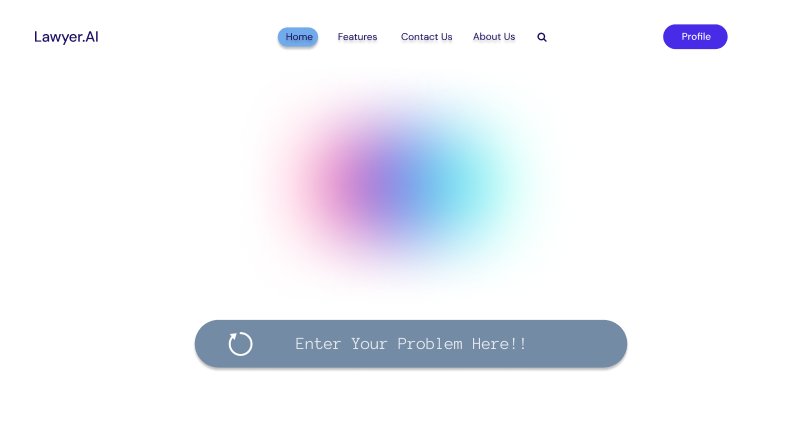 Lawyer.AI
Home
Features
Contact Us
About Us
Profile
Enter Your Problem Here!!